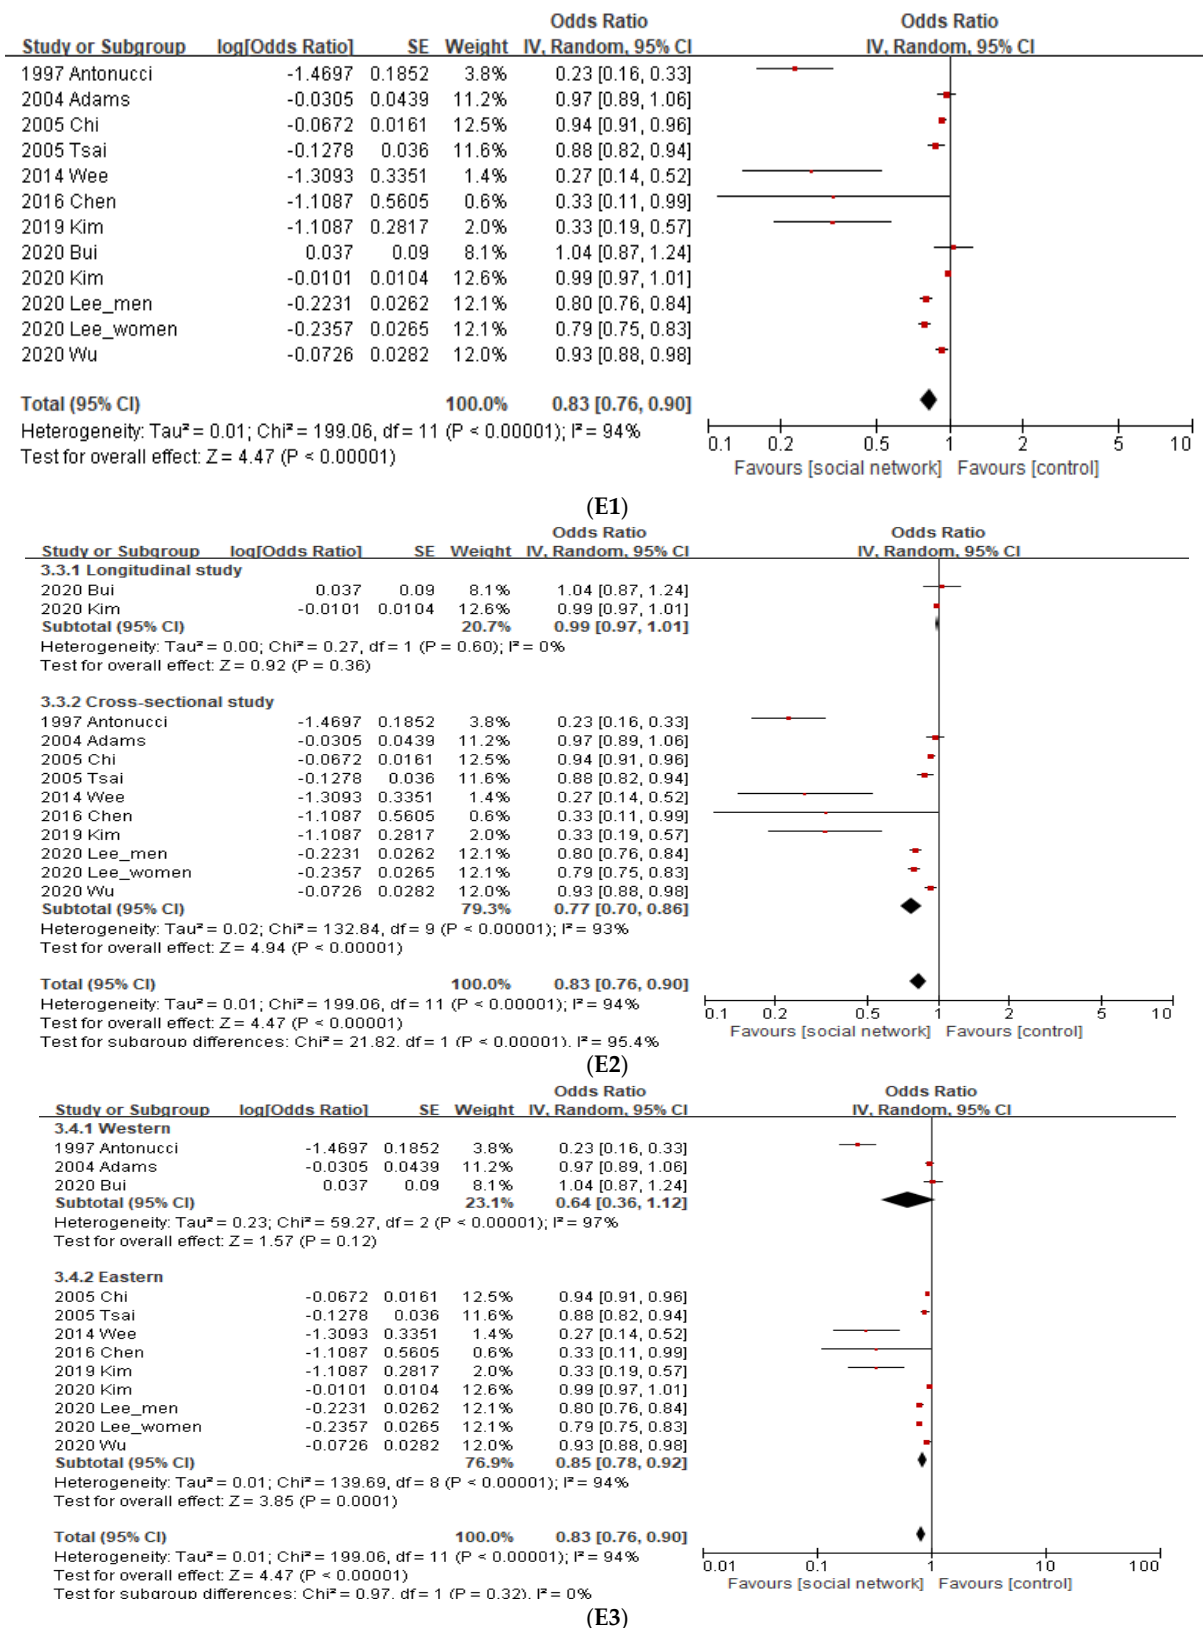 Odds Ratio Odds Ratio
Study or Subgroup log[Odds Ratio] SE Weight IV, Random, 95% CI IV, Random, 95% CI
1997 Antonucci -1.4697 0.1852 3.8% 0.23 [0.16, 0.33]
2004 Adams -0.0305 0.0439 11.2% 0.97 [0.89, 1.06]
2005 Chi -0.0672 0.0161 12.5% 0.94 [0.91, 0.96]
2005 Tsai -0.1278 0.036 11.6% 0.88 [0.82, 0.94]
2014 Wee -1.3093 0.3351 1.4% 0.27 [0.14, 0.52]
2016 Chen -1.1087 0.5605 0.6% 0.33 [0.11, 0.99]
2019 Kim -1.1087 0.2817 2.0% 0.33 [0.19, 0.57]
2020 Bui 0.037 0.09 8.1% 1.04 [0.87, 1.24]
2020 Kim -0.0101 0.0104 12.6% 0.99 [0.97, 1.01]
2020 Lee_men -0.2231 0.0262 12.1% 0.80 [0.76, 0.84]
2020 Lee_women -0.2357 0.0265 12.1% 0.79 [0.75, 0.83]
2020 Wu -0.0726 0.0282 12.0% 0.93 [0.88, 0.98]
Total (95% CI) 100.0% 0.83 [0.76, 0.90]
Heterogeneity: Tau² = 0.01; Chi² = 199.06, df = 11 (P < 0.00001); I² = 94%
Test for overall effect: Z = 4.47 (P < 0.00001)
0.1 0.2 0.5 1 2 5 10
Favours [social network] Favours [control]
(E1)
Odds Ratio Odds Ratio
Study or Subgroup log[Odds Ratio] SE Weight IV, Random, 95% CI IV, Random, 95% CI
3.3.1 Longitudinal study
2020 Bui 0.037 0.09 8.1% 1.04 [0.87, 1.24]
2020 Kim -0.0101 0.0104 12.6% 0.99 [0.97, 1.01]
Subtotal (95% CI) 20.7% 0.99 [0.97, 1.01]
Heterogeneity: Tau² = 0.00; Chi² = 0.27, df = 1 (P = 0.60); I² = 0%
Test for overall effect: Z = 0.92 (P = 0.36)
3.3.2 Cross-sectional study
1997 Antonucci -1.4697 0.1852 3.8% 0.23 [0.16, 0.33]
2004 Adams -0.0305 0.0439 11.2% 0.97 [0.89, 1.06]
2005 Chi -0.0672 0.0161 12.5% 0.94 [0.91, 0.96]
2005 Tsai -0.1278 0.036 11.6% 0.88 [0.82, 0.94]
2014 Wee -1.3093 0.3351 1.4% 0.27 [0.14, 0.52]
2016 Chen -1.1087 0.5605 0.6% 0.33 [0.11, 0.99]
2019 Kim -1.1087 0.2817 2.0% 0.33 [0.19, 0.57]
2020 Lee_men -0.2231 0.0262 12.1% 0.80 [0.76, 0.84]
2020 Lee_women -0.2357 0.0265 12.1% 0.79 [0.75, 0.83]
2020 Wu -0.0726 0.0282 12.0% 0.93 [0.88, 0.98]
Subtotal (95% CI) 79.3% 0.77 [0.70, 0.86]
Heterogeneity: Tau² = 0.02; Chi² = 132.84, df = 9 (P < 0.00001); I² = 93%
Test for overall effect: Z = 4.94 (P < 0.00001)
Total (95% CI) 100.0% 0.83 [0.76, 0.90]
Heterogeneity: Tau² = 0.01; Chi² = 199.06, df = 11 (P < 0.00001); I² = 94%
Test for overall effect: Z = 4.47 (P < 0.00001)
Test for subgroup differences: Chi² = 21.82, df = 1 (P < 0.00001), I² = 95.4%
0.1 0.2 0.5 1 2 5 10
Favours [social network] Favours [control]
(E2)
Odds Ratio Odds Ratio
Study or Subgroup log[Odds Ratio] SE Weight IV, Random, 95% CI IV, Random, 95% CI
3.4.1 Western
1997 Antonucci -1.4697 0.1852 3.8% 0.23 [0.16, 0.33]
2004 Adams -0.0305 0.0439 11.2% 0.97 [0.89, 1.06]
2020 Bui 0.037 0.09 8.1% 1.04 [0.87, 1.24]
Subtotal (95% CI) 23.1% 0.64 [0.36, 1.12]
Heterogeneity: Tau² = 0.23; Chi² = 59.27, df = 2 (P < 0.00001); I² = 97%
Test for overall effect: Z = 1.57 (P = 0.12)
3.4.2 Eastern
2005 Chi -0.0672 0.0161 12.5% 0.94 [0.91, 0.96]
2005 Tsai -0.1278 0.036 11.6% 0.88 [0.82, 0.94]
2014 Wee -1.3093 0.3351 1.4% 0.27 [0.14, 0.52]
2016 Chen -1.1087 0.5605 0.6% 0.33 [0.11, 0.99]
2019 Kim -1.1087 0.2817 2.0% 0.33 [0.19, 0.57]
2020 Kim -0.0101 0.0104 12.6% 0.99 [0.97, 1.01]
2020 Lee_men -0.2231 0.0262 12.1% 0.80 [0.76, 0.84]
2020 Lee_women -0.2357 0.0265 12.1% 0.79 [0.75, 0.83]
2020 Wu -0.0726 0.0282 12.0% 0.93 [0.88, 0.98]
Subtotal (95% CI) 76.9% 0.85 [0.78, 0.92]
Heterogeneity: Tau² = 0.01; Chi² = 139.69, df = 8 (P < 0.00001); I² = 94%
Test for overall effect: Z = 3.85 (P = 0.0001)
Total (95% CI) 100.0% 0.83 [0.76, 0.90]
Heterogeneity: Tau² = 0.01; Chi² = 199.06, df = 11 (P < 0.00001); I² = 94%
Test for overall effect: Z = 4.47 (P < 0.00001)
Test for subgroup differences: Chi² = 0.97, df = 1 (P = 0.32), I² = 0%
0.01 0.1 1 10 100
Favours [social network] Favours [control]
(E3)